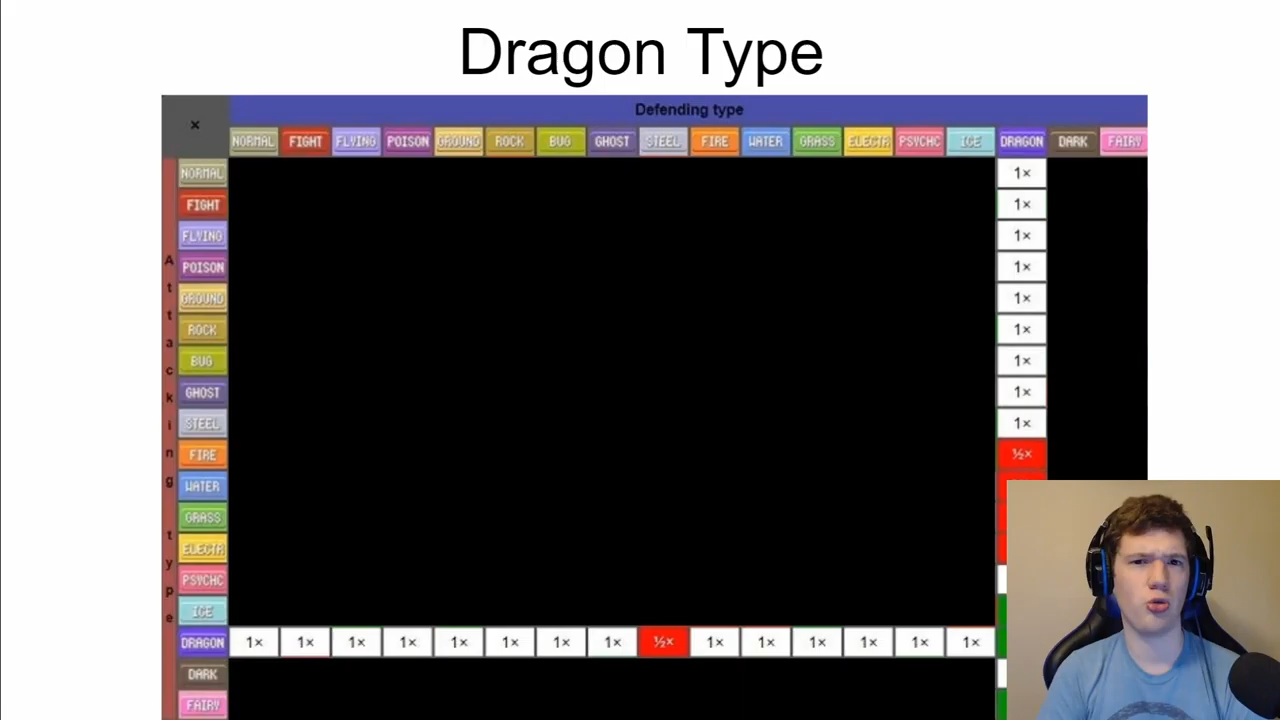 Dragon Type
Defending type
×
NORMAL FIGHT FLYING POISON GROUND ROCK BUG GHOST STEEL FIRE WATER GRASS ELECTR PSYCHC ICE DRAGON DARK FAIRY
Attacking type
NORMAL 1×
FIGHT 1×
FLYING 1×
POISON 1×
GROUND 1×
ROCK 1×
BUG 1×
GHOST 1×
STEEL 1×
FIRE ½×
WATER
GRASS
ELECTR
PSYCHC
ICE
DRAGON 1× 1× 1× 1× 1× 1× 1× 1× ½× 1× 1× 1× 1× 1× 1×
DARK
FAIRY